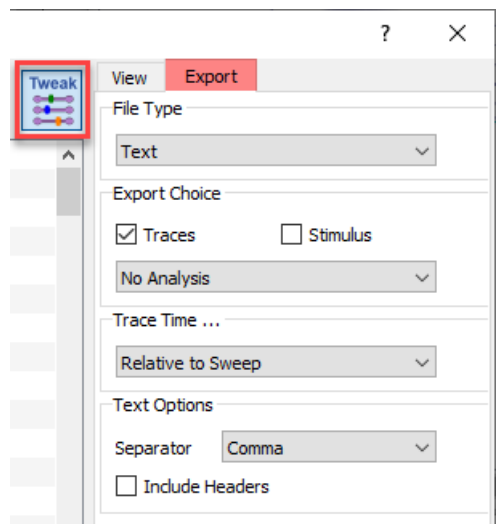 ?
Tweak
View Export
File Type
Text
Export Choice
Traces Stimulus
No Analysis
Trace Time ...
Relative to Sweep
Text Options
Separator Comma
Include Headers